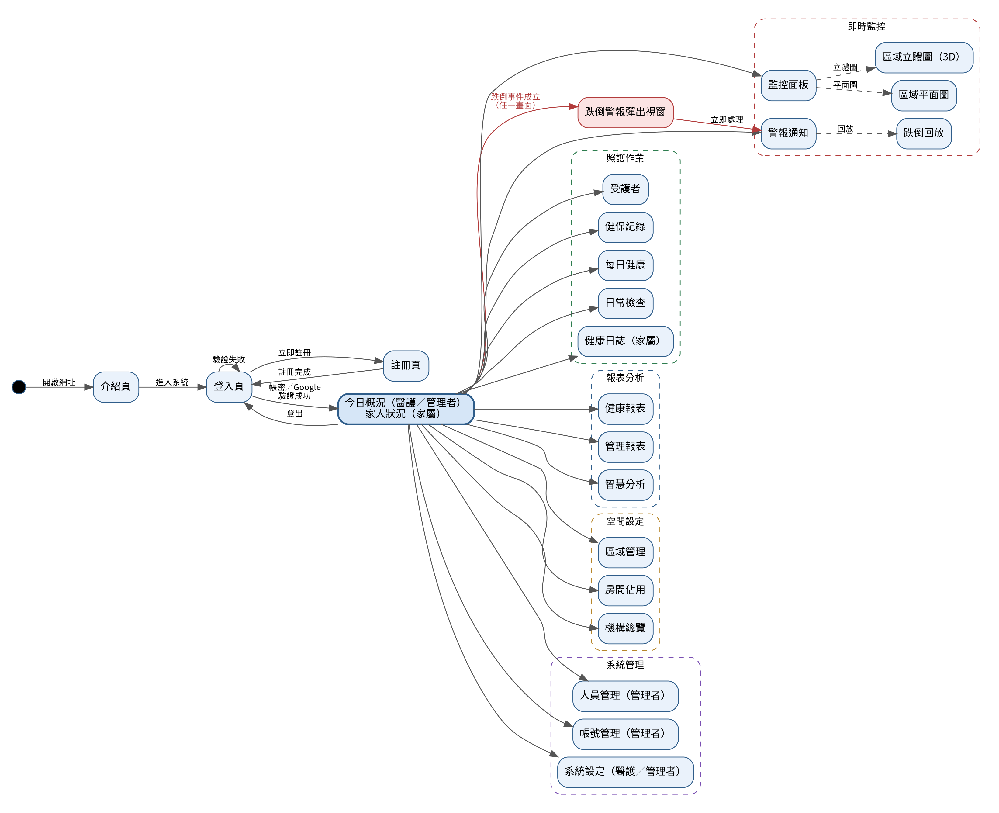 開啟網址
介紹頁
進入系統
驗證失敗
登入頁
立即註冊
註冊完成
註冊頁
帳密／Google
驗證成功
登出
今日概況（醫護／管理者）
家人狀況（家屬）
跌倒事件成立
（任一畫面）
跌倒警報彈出視窗
立即處理
即時監控
監控面板
立體圖
區域立體圖（3D）
平面圖
區域平面圖
警報通知
回放
跌倒回放
照護作業
受護者
健保紀錄
每日健康
日常檢查
健康日誌（家屬）
報表分析
健康報表
管理報表
智慧分析
空間設定
區域管理
房間佔用
機構總覽
系統管理
人員管理（管理者）
帳號管理（管理者）
系統設定（醫護／管理者）